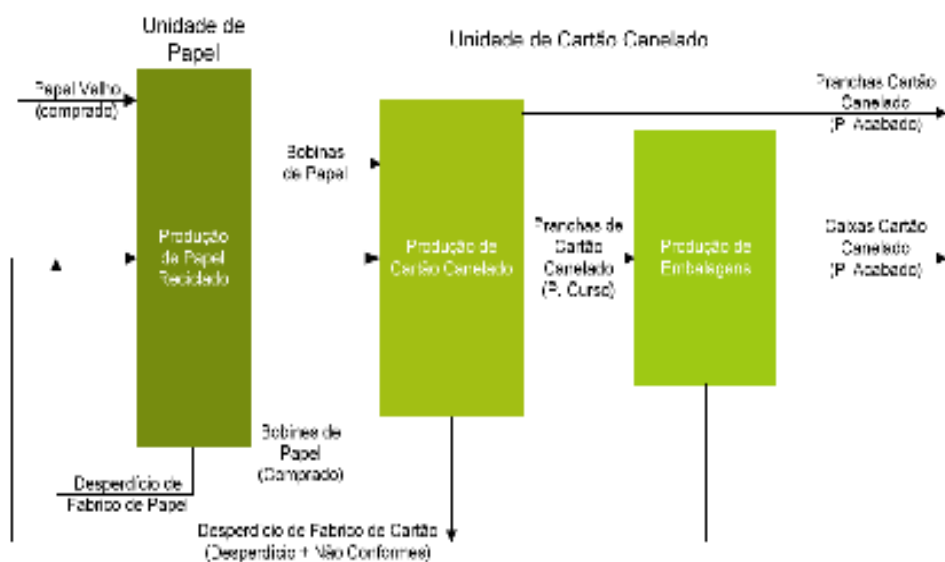 Unidade de
Papel
Unidade de Cartão Canelado
Papel Velho
(comprado)
Pranchas Cartão
Canelado
(P. Acabado)
Bobinas
de Papel
Produção
de Papel
Reciclado
Produção de
Cartão Canelado
Pranchas de
Cartão
Canelado
(P. Curso)
Produção de
Embalagens
Caixas Cartão
Canelado
(P. Acabado)
Bobines de
Papel
(Comprado)
Desperdício de
Fabrico de Papel
Desperdício de Fabrico de Cartão
(Desperdício + Não Conformes)